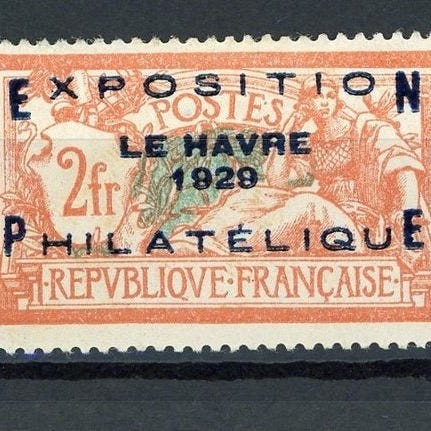 EXPOSITION
POSTES
LE HAVRE
1929
2fr
PHILATÉLIQUE
·REPVBLIQVE·FRANÇAISE·